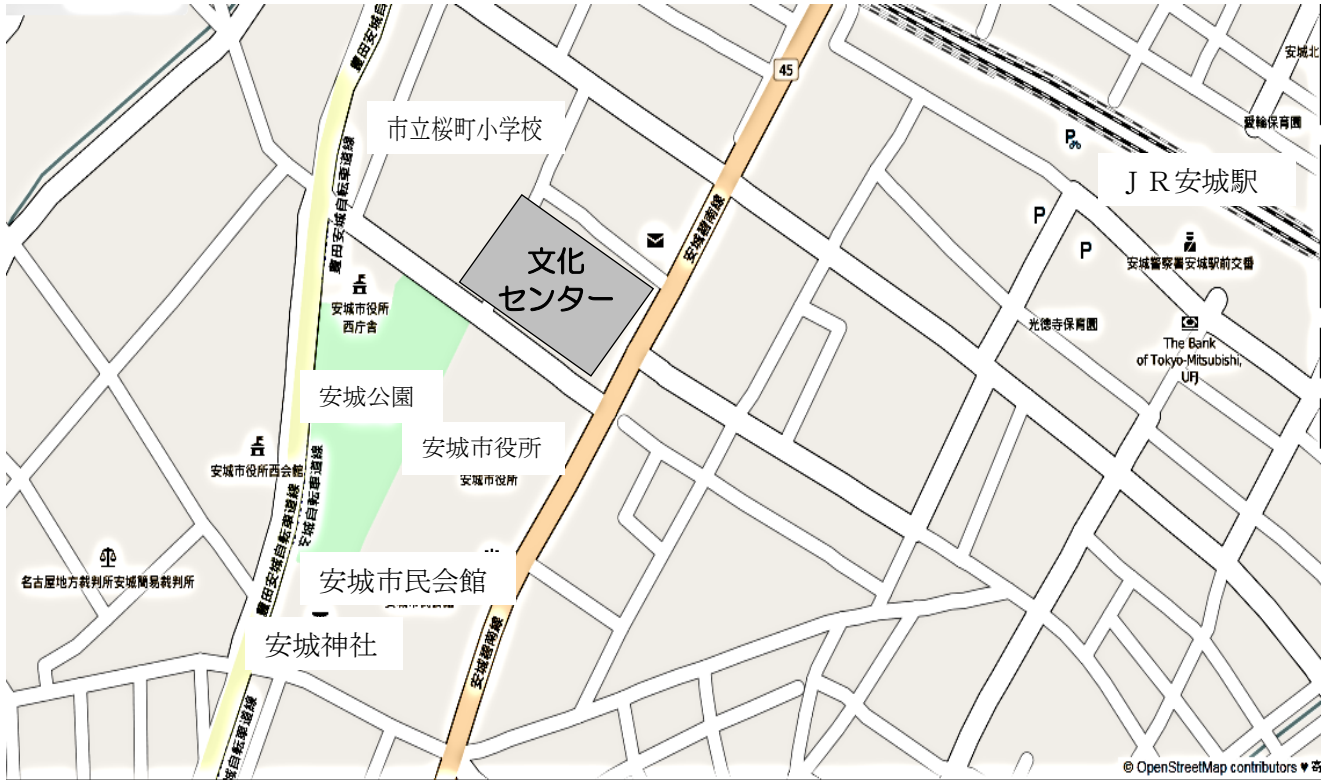 豊田安城自
45
安城北
市立桜町小学校
愛輪保育園
豊田安城自転車道線
ＪＲ安城駅
P
P
P
安城碧南線
文化
センター
安城警察署安城駅前交番
安城市役所
西庁舎
光徳寺保育園
The Bank
of Tokyo-Mitsubishi,
UFJ
安城公園
安城市役所
安城市役所
安城市役所西会館
豊田安城自転車道線
安城自転車道線
名古屋地方裁判所安城簡易裁判所
安城市民会館
安城神社
安城碧南線
城自転車道線
© OpenStreetMap contributors ♥